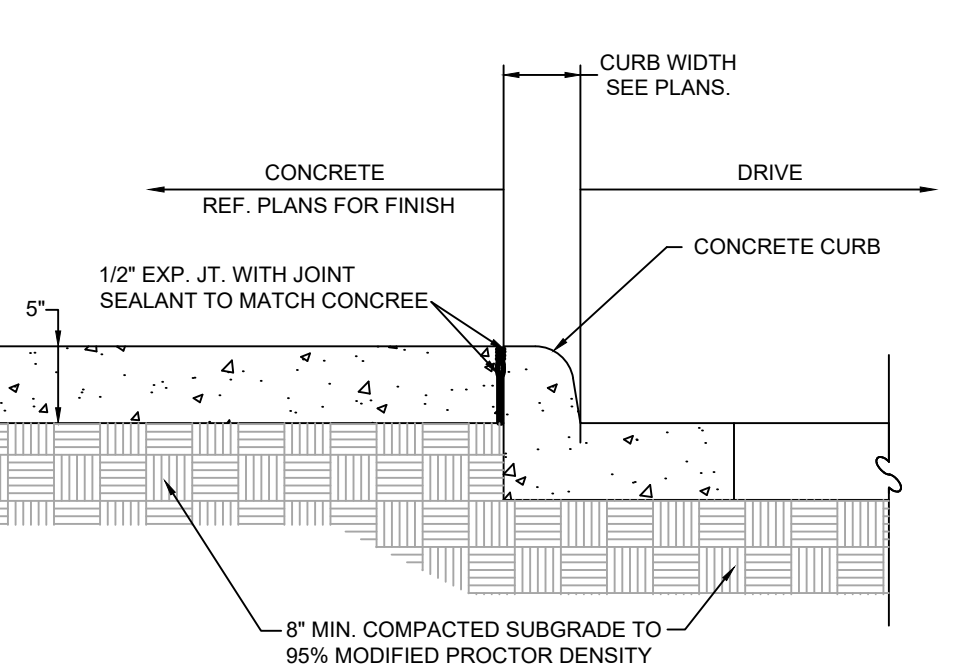 CURB WIDTH
SEE PLANS.
CONCRETE
DRIVE
REF. PLANS FOR FINISH
CONCRETE CURB
1/2" EXP. JT. WITH JOINT
SEALANT TO MATCH CONCREE
5"
8" MIN. COMPACTED SUBGRADE TO
95% MODIFIED PROCTOR DENSITY